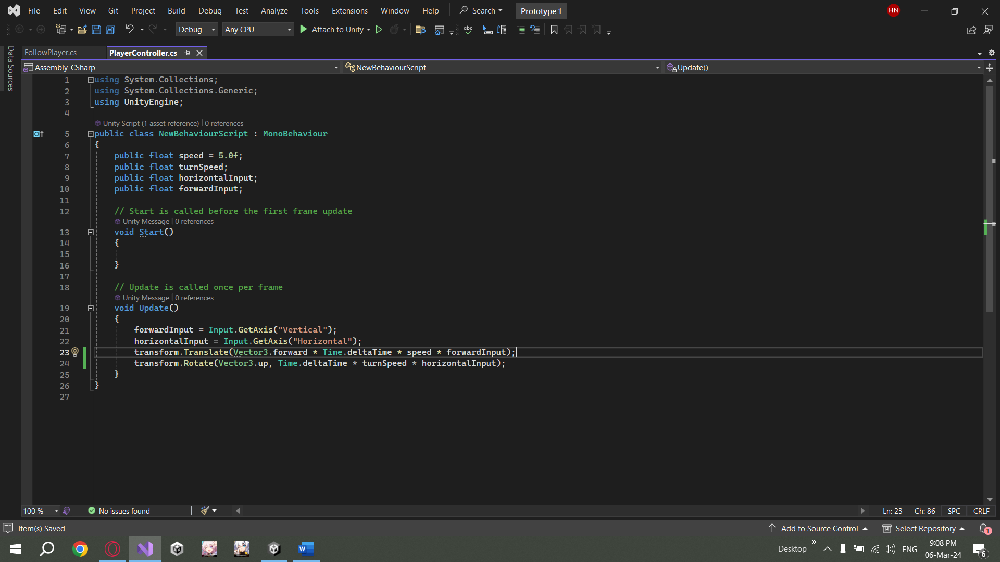 File Edit View Git Project Build Debug Test Analyze Tools Extensions Window Help Search Prototype 1 HN
Debug Any CPU Attach to Unity abc
Data Sources
FollowPlayer.cs PlayerController.cs
Assembly-CSharp NewBehaviourScript Update()
1 using System.Collections;
2 using System.Collections.Generic;
3 using UnityEngine;
4
Unity Script (1 asset reference) | 0 references
5 public class NewBehaviourScript : MonoBehaviour
6 {
7 public float speed = 5.0f;
8 public float turnSpeed;
9 public float horizontalInput;
10 public float forwardInput;
11
12 // Start is called before the first frame update
Unity Message | 0 references
13 void Start()
14 {
15
16 }
17
18 // Update is called once per frame
Unity Message | 0 references
19 void Update()
20 {
21 forwardInput = Input.GetAxis("Vertical");
22 horizontalInput = Input.GetAxis("Horizontal");
23 transform.Translate(Vector3.forward * Time.deltaTime * speed * forwardInput);
24 transform.Rotate(Vector3.up, Time.deltaTime * turnSpeed * horizontalInput);
25 }
26 }
27
100 % No issues found Ln: 23 Ch: 86 SPC CRLF
Item(s) Saved Add to Source Control Select Repository 1
W Desktop ENG 9:08 PM
06-Mar-24 6